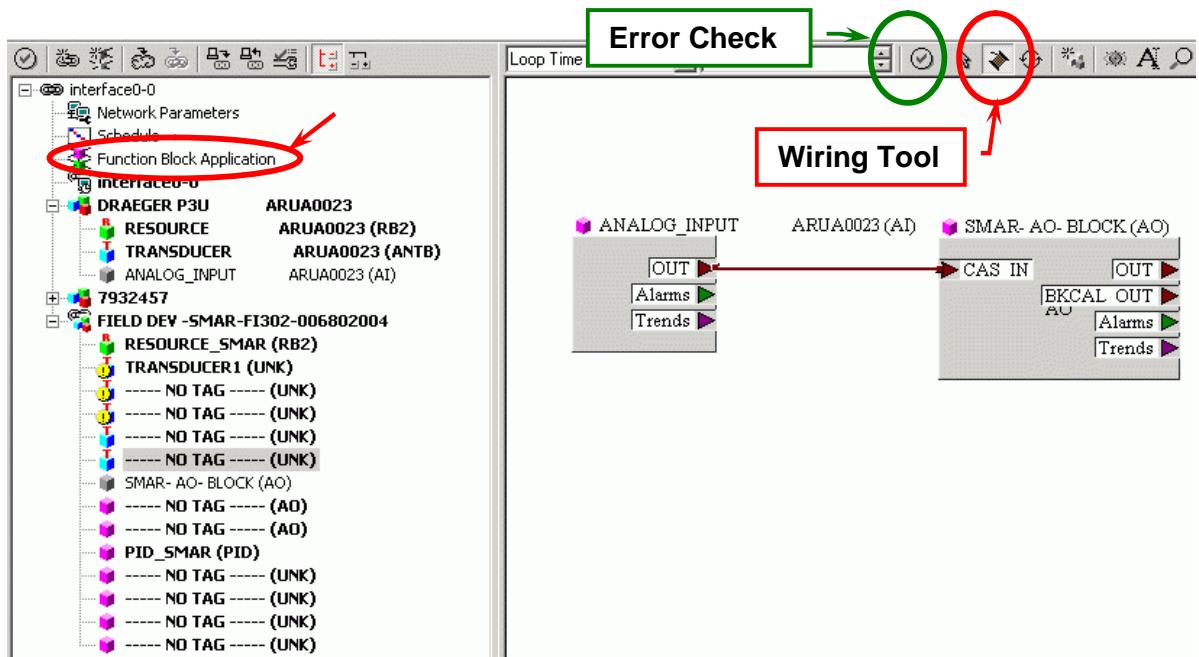 Error Check
Loop Time
Wiring Tool
interface0-0
Network Parameters
Schedule
Function Block Application
interface0-0
DRAEGER P3U ARUA0023
RESOURCE ARUA0023 (RB2)
TRANSDUCER ARUA0023 (ANTB)
ANALOG_INPUT ARUA0023 (AI)
7932457
FIELD DEV -SMAR-FI302-006802004
RESOURCE_SMAR (RB2)
TRANSDUCER1 (UNK)
----- NO TAG ----- (UNK)
----- NO TAG ----- (UNK)
----- NO TAG ----- (UNK)
----- NO TAG ----- (UNK)
SMAR- AO- BLOCK (AO)
----- NO TAG ----- (AO)
----- NO TAG ----- (AO)
PID_SMAR (PID)
----- NO TAG ----- (UNK)
----- NO TAG ----- (UNK)
----- NO TAG ----- (UNK)
----- NO TAG ----- (UNK)
ANALOG_INPUT ARUA0023 (AI)
OUT
Alarms
Trends
SMAR- AO- BLOCK (AO)
CAS IN
OUT
BKCAL OUT
AO
Alarms
Trends